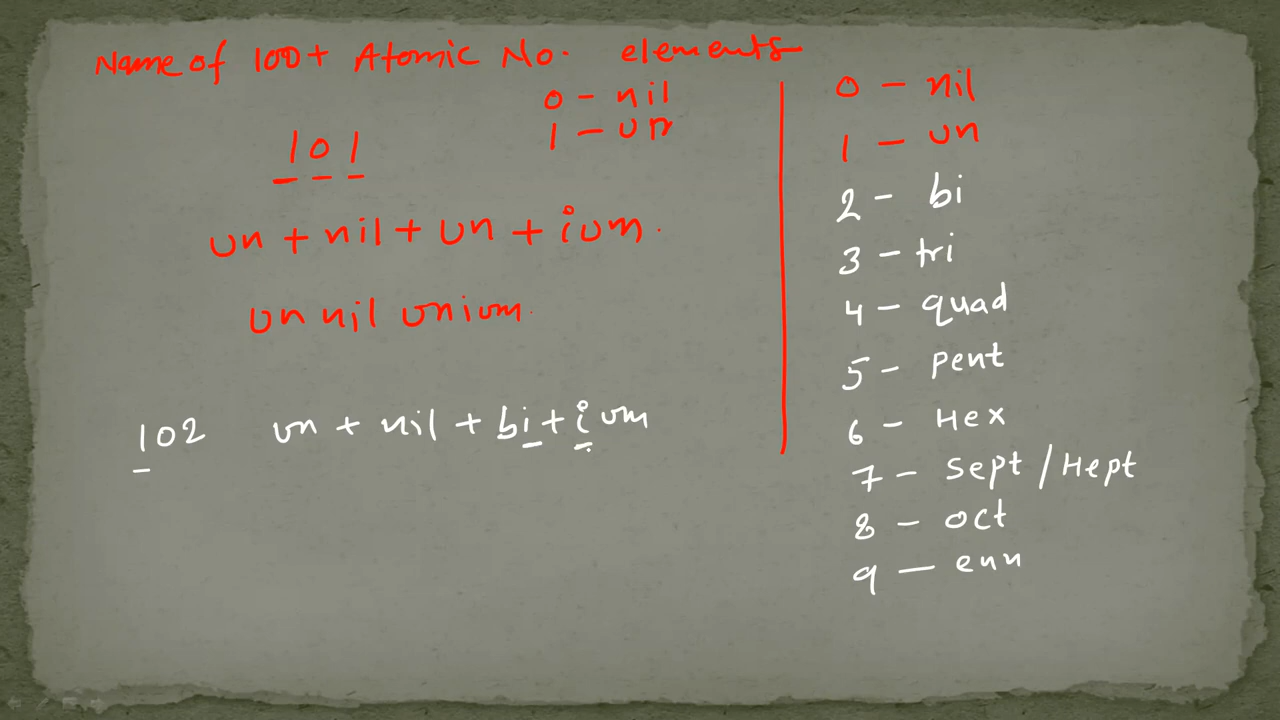 Name of 100+ Atomic No. elements
0 - nil
1 - un
101
un + nil + un + ium.
un nil unium.
102 un + nil + bi + ium
0 - nil
1 - un
2 - bi
3 - tri
4 - quad
5 - pent
6 - Hex
7 - Sept / Hept
8 - oct
9 - enn